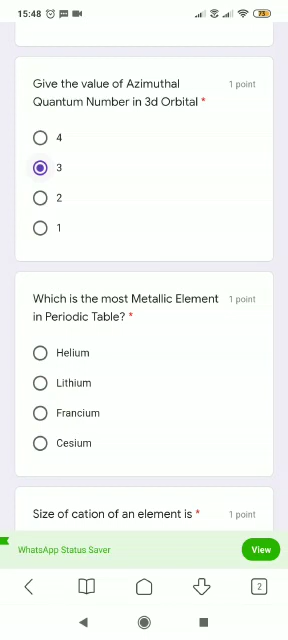 15:48
75
Give the value of Azimuthal 1 point
Quantum Number in 3d Orbital *
4
3
2
1
Which is the most Metallic Element 1 point
in Periodic Table? *
Helium
Lithium
Francium
Cesium
Size of cation of an element is * 1 point
WhatsApp Status Saver View
2